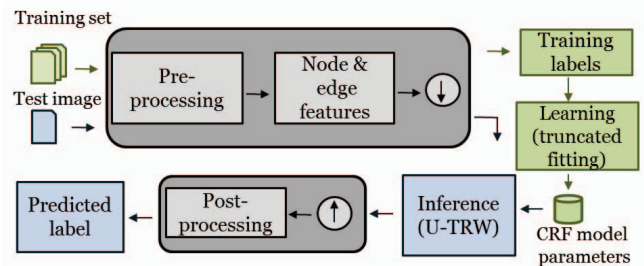 Training set
Test image
Pre-
processing
Node &
edge
features
Training
labels
Learning
(truncated
fitting)
CRF model
parameters
Inference
(U-TRW)
Post-
processing
Predicted
label